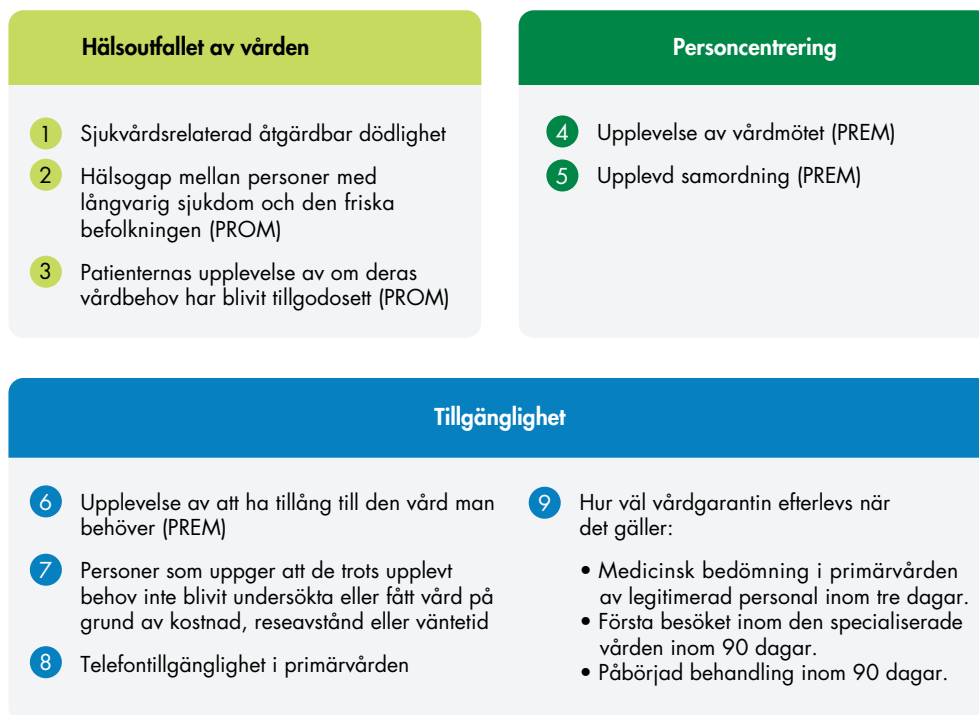 Hälsoutfallet av vården
1 Sjukvårdsrelaterad åtgärdbar dödlighet
2 Hälsogap mellan personer med
långvarig sjukdom och den friska
befolkningen (PROM)
3 Patienternas upplevelse av om deras
vårdbehov har blivit tillgodosett (PROM)
Personcentrering
4 Upplevelse av vårdmötet (PREM)
5 Upplevd samordning (PREM)
Tillgänglighet
6 Upplevelse av att ha tillång till den vård man
behöver (PREM)
7 Personer som uppger att de trots upplevt
behov inte blivit undersökta eller fått vård på
grund av kostnad, reseavstånd eller väntetid
8 Telefontillgänglighet i primärvården
9 Hur väl vårdgarantin efterlevs när
det gäller:
• Medicinsk bedömning i primärvården
av legitimerad personal inom tre dagar.
• Första besöket inom den specialiserade
vården inom 90 dagar.
• Påbörjad behandling inom 90 dagar.